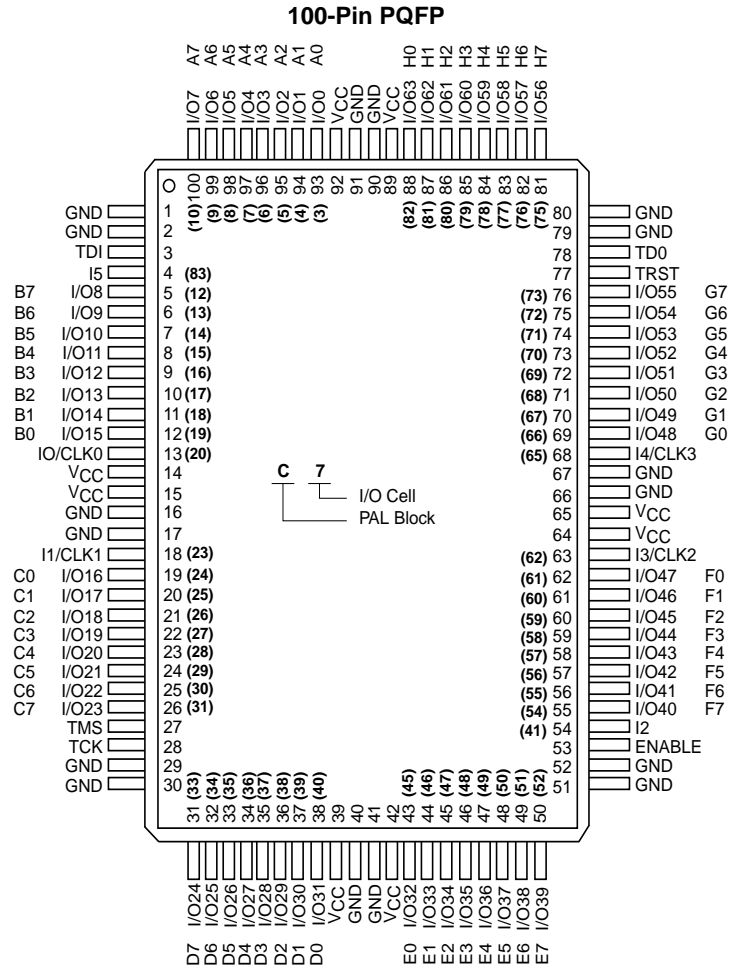 100-Pin PQFP
A7 A6 A5 A4 A3 A2 A1 A0 H0 H1 H2 H3 H4 H5 H6 H7
I/O7 I/O6 I/O5 I/O4 I/O3 I/O2 I/O1 I/O0 VCC GND GND VCC I/O63 I/O62 I/O61 I/O60 I/O59 I/O58 I/O57 I/O56
100 99 98 97 96 95 94 93 92 91 90 89 88 87 86 85 84 83 82 81
(10) (9) (8) (7) (6) (5) (4) (3) (82) (81) (80) (79) (78) (77) (76) (75)
GND 1 80 GND
GND 2 79 GND
TDI 3 78 TD0
I5 4 (83) 77 TRST
B7 I/O8 5 (12) (73) 76 I/O55 G7
B6 I/O9 6 (13) (72) 75 I/O54 G6
B5 I/O10 7 (14) (71) 74 I/O53 G5
B4 I/O11 8 (15) (70) 73 I/O52 G4
B3 I/O12 9 (16) (69) 72 I/O51 G3
B2 I/O13 10 (17) (68) 71 I/O50 G2
B1 I/O14 11 (18) (67) 70 I/O49 G1
B0 I/O15 12 (19) (66) 69 I/O48 G0
IO/CLK0 13 (20) (65) 68 I4/CLK3
VCC 14 C 7 67 GND
VCC 15 I/O Cell 66 GND
GND 16 PAL Block 65 VCC
GND 17 64 VCC
I1/CLK1 18 (23) (62) 63 I3/CLK2
C0 I/O16 19 (24) (61) 62 I/O47 F0
C1 I/O17 20 (25) (60) 61 I/O46 F1
C2 I/O18 21 (26) (59) 60 I/O45 F2
C3 I/O19 22 (27) (58) 59 I/O44 F3
C4 I/O20 23 (28) (57) 58 I/O43 F4
C5 I/O21 24 (29) (56) 57 I/O42 F5
C6 I/O22 25 (30) (55) 56 I/O41 F6
C7 I/O23 26 (31) (54) 55 I/O40 F7
TMS 27 (41) 54 I2
TCK 28 53 ENABLE
GND 29 52 GND
GND 30 51 GND
(33) (34) (35) (36) (37) (38) (39) (40) (45) (46) (47) (48) (49) (50) (51) (52)
31 32 33 34 35 36 37 38 39 40 41 42 43 44 45 46 47 48 49 50
I/O24 I/O25 I/O26 I/O27 I/O28 I/O29 I/O30 I/O31 VCC GND GND VCC I/O32 I/O33 I/O34 I/O35 I/O36 I/O37 I/O38 I/O39
D7 D6 D5 D4 D3 D2 D1 D0 E0 E1 E2 E3 E4 E5 E6 E7